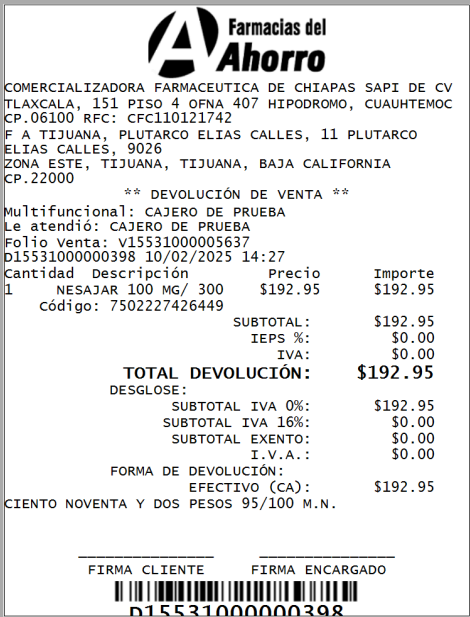 Farmacias del
Ahorro
COMERCIALIZADORA FARMACEUTICA DE CHIAPAS SAPI DE CV
TLAXCALA, 151 PISO 4 OFNA 407 HIPODROMO, CUAUHTEMOC
CP.06100 RFC: CFC110121742
F A TIJUANA, PLUTARCO ELIAS CALLES, 11 PLUTARCO
ELIAS CALLES, 9026
ZONA ESTE, TIJUANA, TIJUANA, BAJA CALIFORNIA
CP.22000
** DEVOLUCIÓN DE VENTA **
Multifuncional: CAJERO DE PRUEBA
Le atendió: CAJERO DE PRUEBA
Folio Venta: V15531000005637
D15531000000398 10/02/2025 14:27
Cantidad Descripción Precio Importe
1 NESAJAR 100 MG/ 300 $192.95 $192.95
Código: 7502227426449
SUBTOTAL: $192.95
IEPS %: $0.00
IVA: $0.00
TOTAL DEVOLUCIÓN: $192.95
DESGLOSE:
SUBTOTAL IVA 0%: $192.95
SUBTOTAL IVA 16%: $0.00
SUBTOTAL EXENTO: $0.00
I.V.A.: $0.00
FORMA DE DEVOLUCIÓN:
EFECTIVO (CA): $192.95
CIENTO NOVENTA Y DOS PESOS 95/100 M.N.
FIRMA CLIENTE FIRMA ENCARGADO
D15531000000398